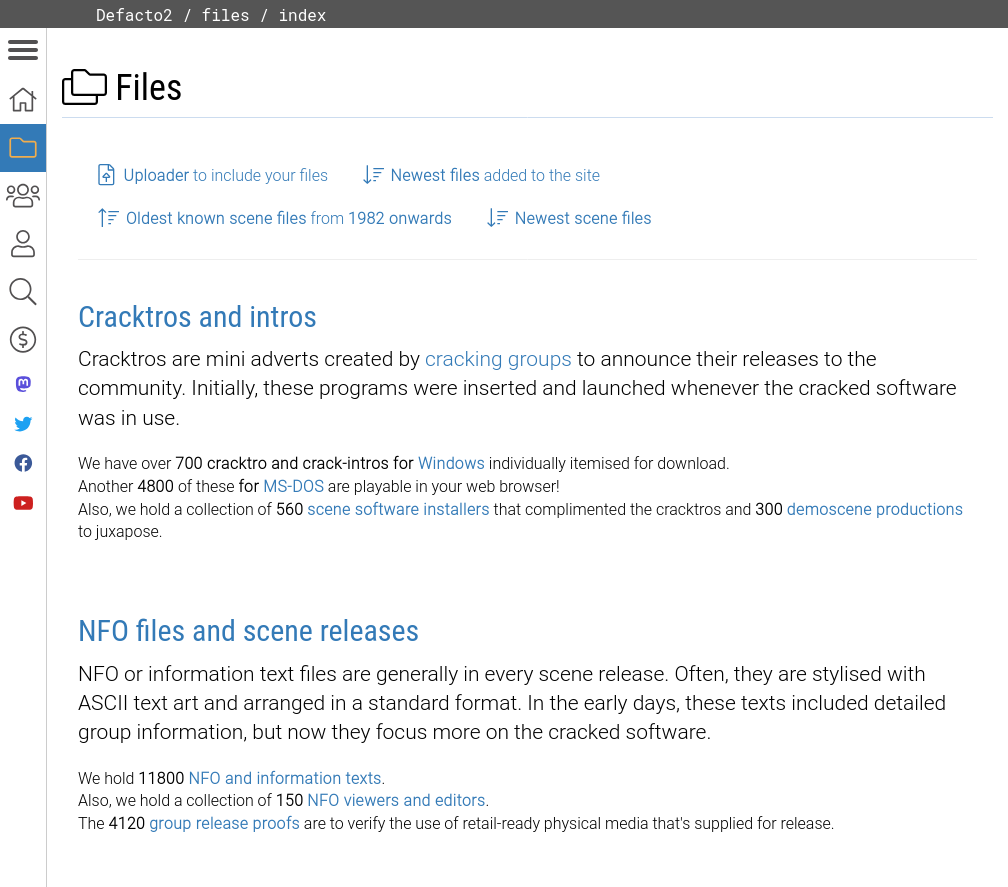 Defacto2 / files / index
Files
Uploader to include your files
Newest files added to the site
Oldest known scene files from 1982 onwards
Newest scene files
Cracktros and intros
Cracktros are mini adverts created by cracking groups to announce their releases to the
community. Initially, these programs were inserted and launched whenever the cracked software
was in use.
We have over 700 cracktro and crack-intros for Windows individually itemised for download.
Another 4800 of these for MS-DOS are playable in your web browser!
Also, we hold a collection of 560 scene software installers that complimented the cracktros and 300 demoscene productions
to juxapose.
NFO files and scene releases
NFO or information text files are generally in every scene release. Often, they are stylised with
ASCII text art and arranged in a standard format. In the early days, these texts included detailed
group information, but now they focus more on the cracked software.
We hold 11800 NFO and information texts.
Also, we hold a collection of 150 NFO viewers and editors.
The 4120 group release proofs are to verify the use of retail-ready physical media that's supplied for release.